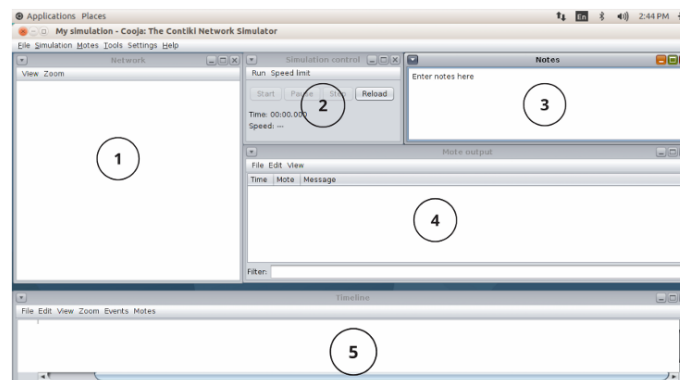 Applications Places En 2:44 PM
My simulation - Cooja: The Contiki Network Simulator
File Simulation Motes Tools Settings Help
Network
View Zoom
1
Simulation control
Run Speed limit
Start Pause Step Reload
2
Time: 00:00.000
Speed: ---
Notes
Enter notes here
3
Mote output
File Edit View
Time Mote Message
4
Filter:
Timeline
File Edit View Zoom Events Motes
5